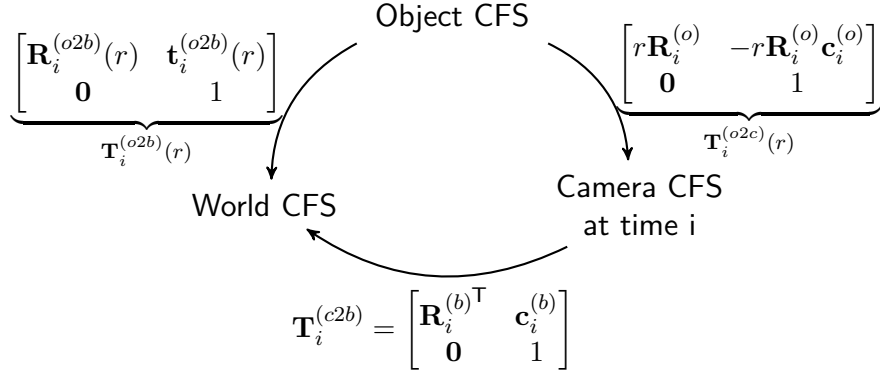 Object CFS
[R_i^{(o2b)}(r) t_i^{(o2b)}(r)
0 1]
T_i^{(o2b)}(r)
[rR_i^{(o)} −rR_i^{(o)}c_i^{(o)}
0 1]
T_i^{(o2c)}(r)
World CFS
Camera CFS
at time i
T_i^{(c2b)} = [R_i^{(b)T} c_i^{(b)}
0 1]